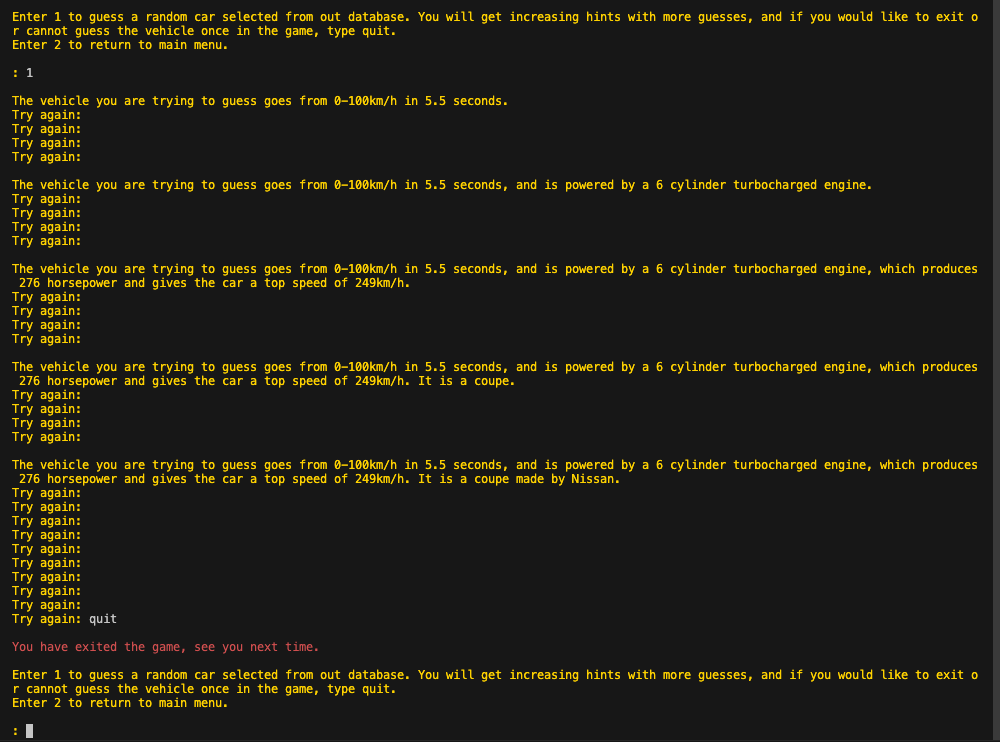 Enter 1 to guess a random car selected from out database. You will get increasing hints with more guesses, and if you would like to exit o
r cannot guess the vehicle once in the game, type quit.
Enter 2 to return to main menu.
: 1
The vehicle you are trying to guess goes from 0-100km/h in 5.5 seconds.
Try again:
Try again:
Try again:
Try again:
The vehicle you are trying to guess goes from 0-100km/h in 5.5 seconds, and is powered by a 6 cylinder turbocharged engine.
Try again:
Try again:
Try again:
Try again:
The vehicle you are trying to guess goes from 0-100km/h in 5.5 seconds, and is powered by a 6 cylinder turbocharged engine, which produces
276 horsepower and gives the car a top speed of 249km/h.
Try again:
Try again:
Try again:
Try again:
The vehicle you are trying to guess goes from 0-100km/h in 5.5 seconds, and is powered by a 6 cylinder turbocharged engine, which produces
276 horsepower and gives the car a top speed of 249km/h. It is a coupe.
Try again:
Try again:
Try again:
Try again:
The vehicle you are trying to guess goes from 0-100km/h in 5.5 seconds, and is powered by a 6 cylinder turbocharged engine, which produces
276 horsepower and gives the car a top speed of 249km/h. It is a coupe made by Nissan.
Try again:
Try again:
Try again:
Try again:
Try again:
Try again:
Try again:
Try again:
Try again:
Try again: quit
You have exited the game, see you next time.
Enter 1 to guess a random car selected from out database. You will get increasing hints with more guesses, and if you would like to exit o
r cannot guess the vehicle once in the game, type quit.
Enter 2 to return to main menu.
: